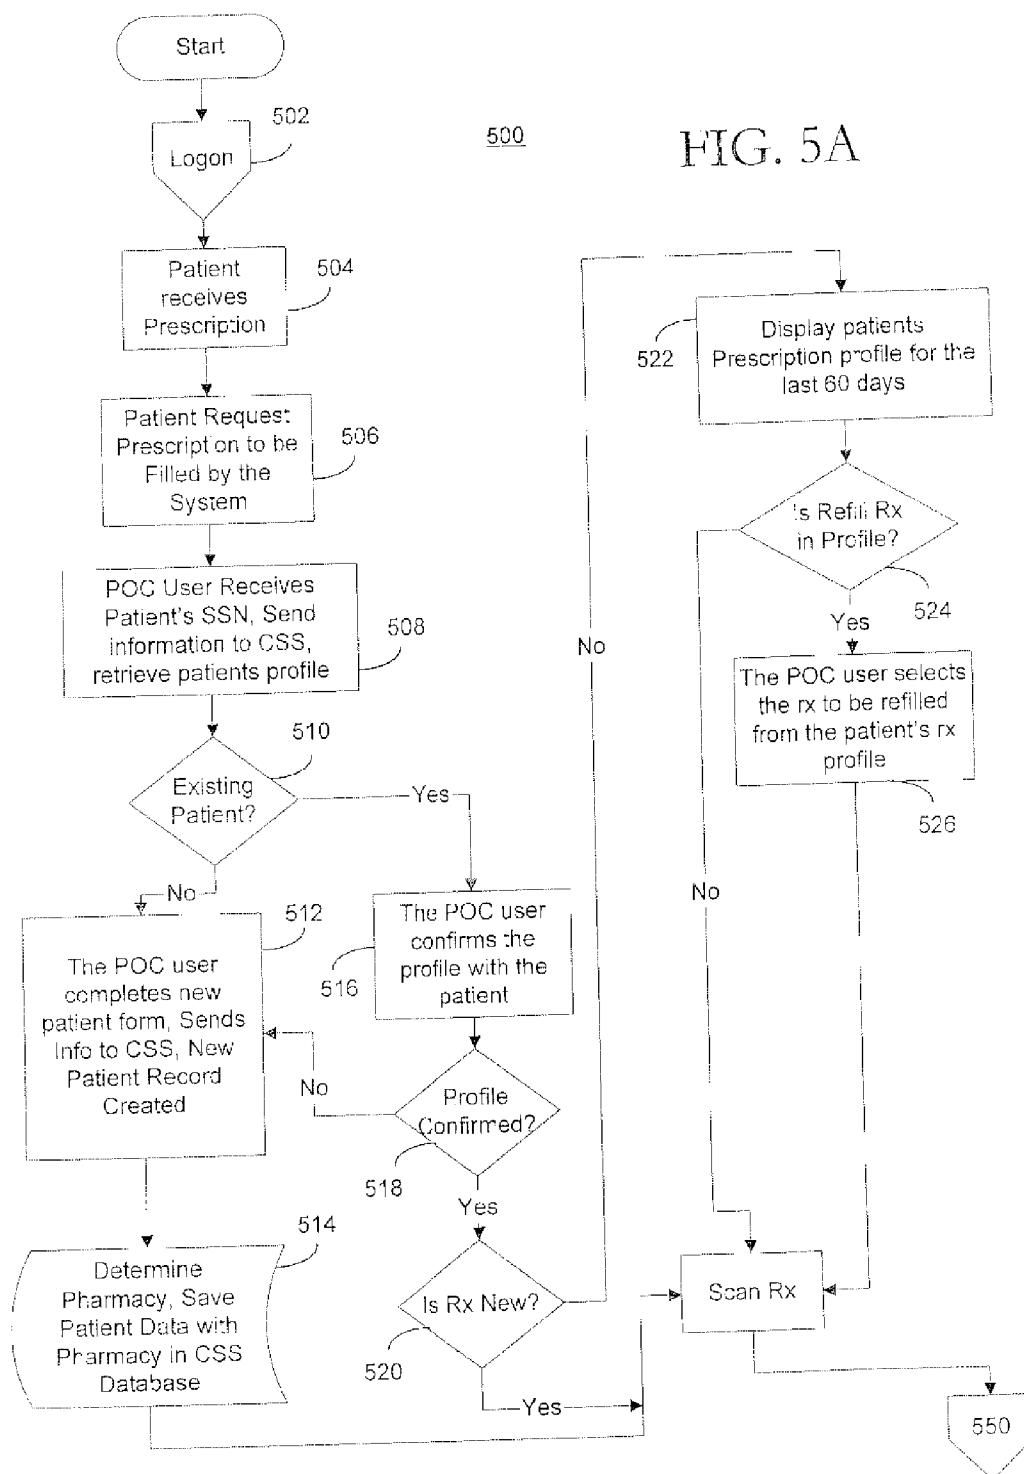 Start
502
Logon
500
FIG. 5A
Patient
receives
Prescription
504
Patient Request
Prescription to be
Filled by the
System
506
POC User Receives
Patient's SSN, Send
information to CSS,
retrieve patients profile
508
510
Existing
Patient?
Yes
No
512
The POC user
completes new
patient form, Sends
Info to CSS, New
Patient Record
Created
The POC user
confirms the
profile with the
patient
516
No
Profile
Confirmed?
518
Yes
514
Determine
Pharmacy, Save
Patient Data with
Pharmacy in CSS
Database
Is Rx New?
520
Yes
No
522
Display patients
Prescription profile for the
last 60 days
Is Refill Rx
in Profile?
524
Yes
The POC user selects
the rx to be refilled
from the patient's rx
profile
526
No
Scan Rx
550